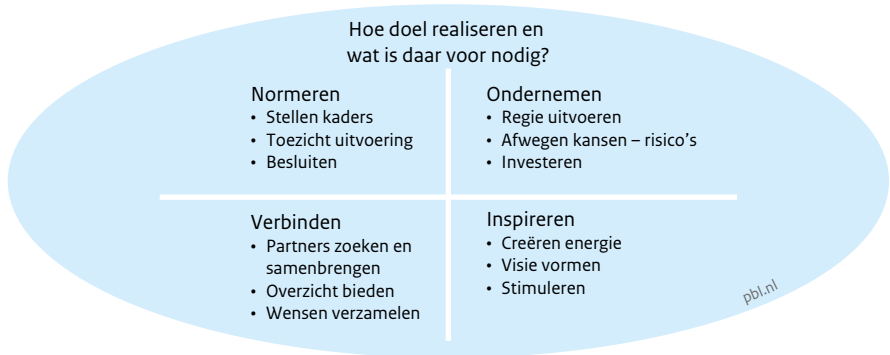 Hoe doel realiseren en
wat is daar voor nodig?
Normeren
• Stellen kaders
• Toezicht uitvoering
• Besluiten
Ondernemen
• Regie uitvoeren
• Afwegen kansen – risico’s
• Investeren
Verbinden
• Partners zoeken en
samenbrengen
• Overzicht bieden
• Wensen verzamelen
Inspireren
• Creëren energie
• Visie vormen
• Stimuleren
pbl.nl